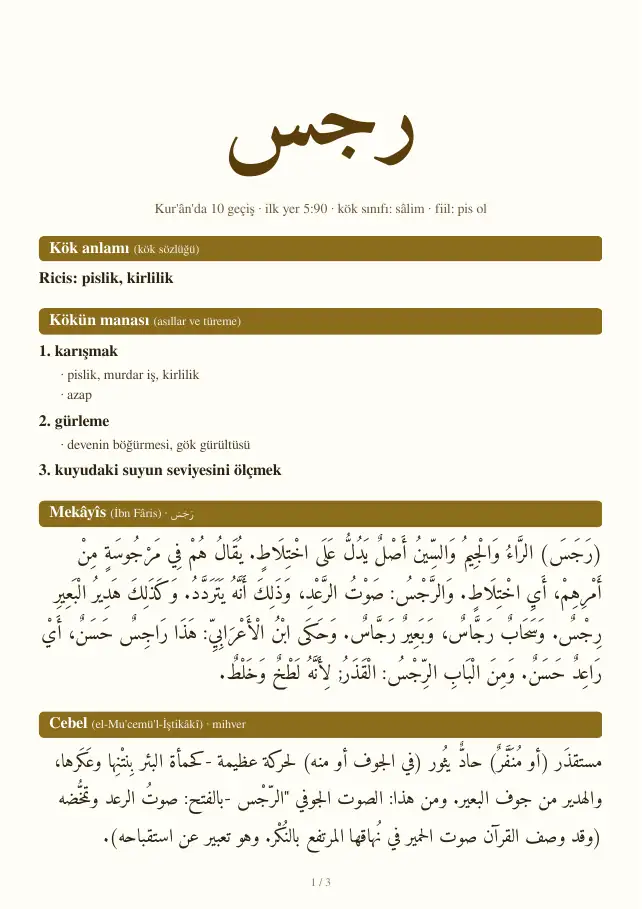 رجس
Kur'ân'da 10 geçiş · ilk yer 5:90 · kök sınıfı: sâlim · fiil: pis ol
Kök anlamı (kök sözlüğü)
Ricis: pislik, kirlilik
Kökün manası (asıllar ve türeme)
1. karışmak
· pislik, murdar iş, kirlilik
· azap
2. gürleme
· devenin böğürmesi, gök gürültüsü
3. kuyudaki suyun seviyesini ölçmek
Mekâyîs (İbn Fâris) · رَجَسَ
(رَجَسَ) الرَّاءُ وَالْجِيمُ وَالسِّينُ أَصْلٌ يَدُلُّ عَلَى اخْتِلَاطٍ. يُقَالُ هُمْ فِي مَرْجُوسَةٍ مِنْ
أَمْرِهِمْ، أَيِ اخْتِلَاطٍ. وَالرَّجْسُ: صَوْتُ الرَّعْدِ، وَذَلِكَ أَنَّهُ يَتَرَدَّدُ. وَكَذَلِكَ هَدِيرُ الْبَعِيرِ
رِجْسٌ. وَسَحَابٌ رَجَّاسٌ، وَبَعِيرٌ رَجَّاسٌ. وَحَكَى ابْنُ الْأَعْرَابِيِّ: هَذَا رَاجِسٌ حَسَنٌ، أَيْ
رَاعِدٌ حَسَنٌ. وَمِنَ الْبَابِ الرِّجْسُ: الْقَذَرُ; لِأَنَّهُ لَطْخٌ وَخَلْطٌ.
Cebel (el-Mu'cemü'l-İştikâkî) · mihver
مستقذَر (أو مُنَفَّرٌ) حادٌّ يثُور (في الجوف أو منه) لحركة عظيمة -كحمأة البئر بِنتْنِها وعَكَرها،
والهدير من جوف البعير. ومن هذا: الصوت الجوفي "الرّجْس -بالفتح: صوتُ الرعد وتمخُّضه
(وقد وصف القرآن صوت الحمير في نُهاقها المرتفع بالنُكْر. وهو تعبير عن استقباحه).
1 / 3